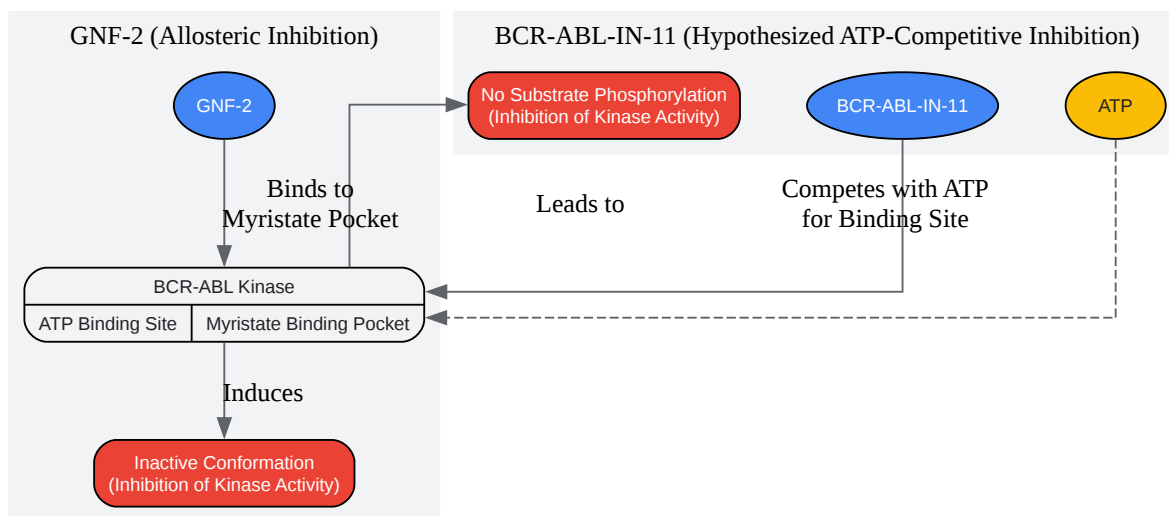 GNF-2 (Allosteric Inhibition)
BCR-ABL-IN-11 (Hypothesized ATP-Competitive Inhibition)
GNF-2
No Substrate Phosphorylation
(Inhibition of Kinase Activity)
BCR-ABL-IN-11
ATP
Binds to
Myristate Pocket
Leads to
Competes with ATP
for Binding Site
BCR-ABL Kinase
ATP Binding Site
Myristate Binding Pocket
Induces
Inactive Conformation
(Inhibition of Kinase Activity)